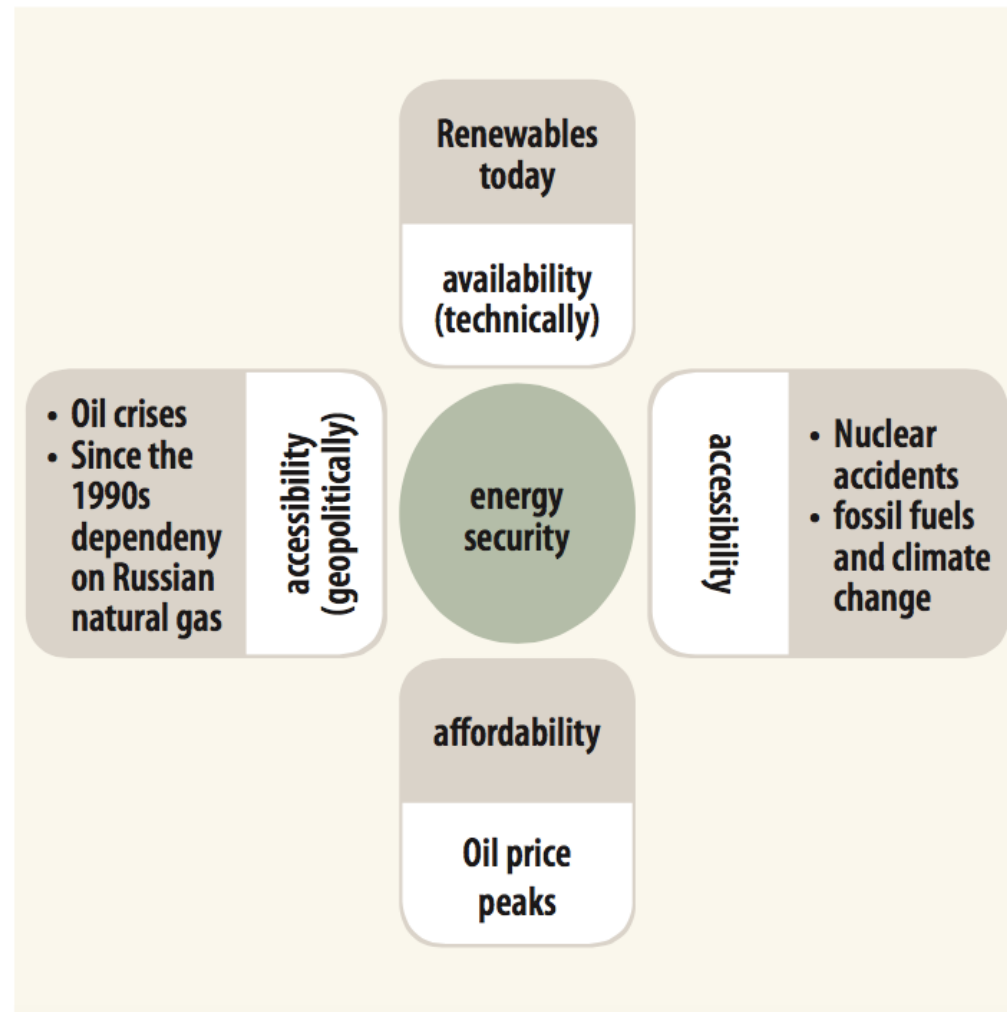 Renewables
today
availability
(technically)
• Oil crises
• Since the
1990s
dependeny
on Russian
natural gas
accessibility
(geopolitically)
energy
security
accessibility
• Nuclear
accidents
• fossil fuels
and climate
change
affordability
Oil price
peaks